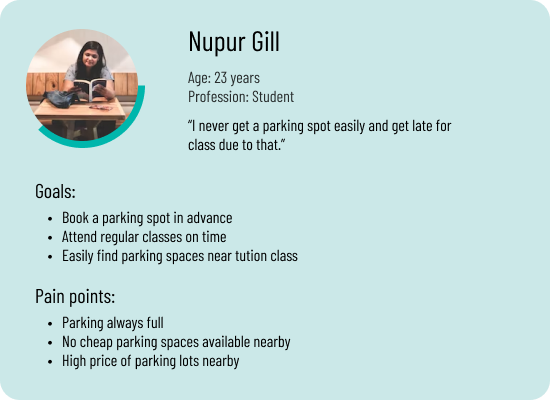 Nupur Gill
Age: 23 years
Profession: Student
“I never get a parking spot easily and get late for
class due to that.”
Goals:
• Book a parking spot in advance
• Attend regular classes on time
• Easily find parking spaces near tution class
Pain points:
• Parking always full
• No cheap parking spaces available nearby
• High price of parking lots nearby